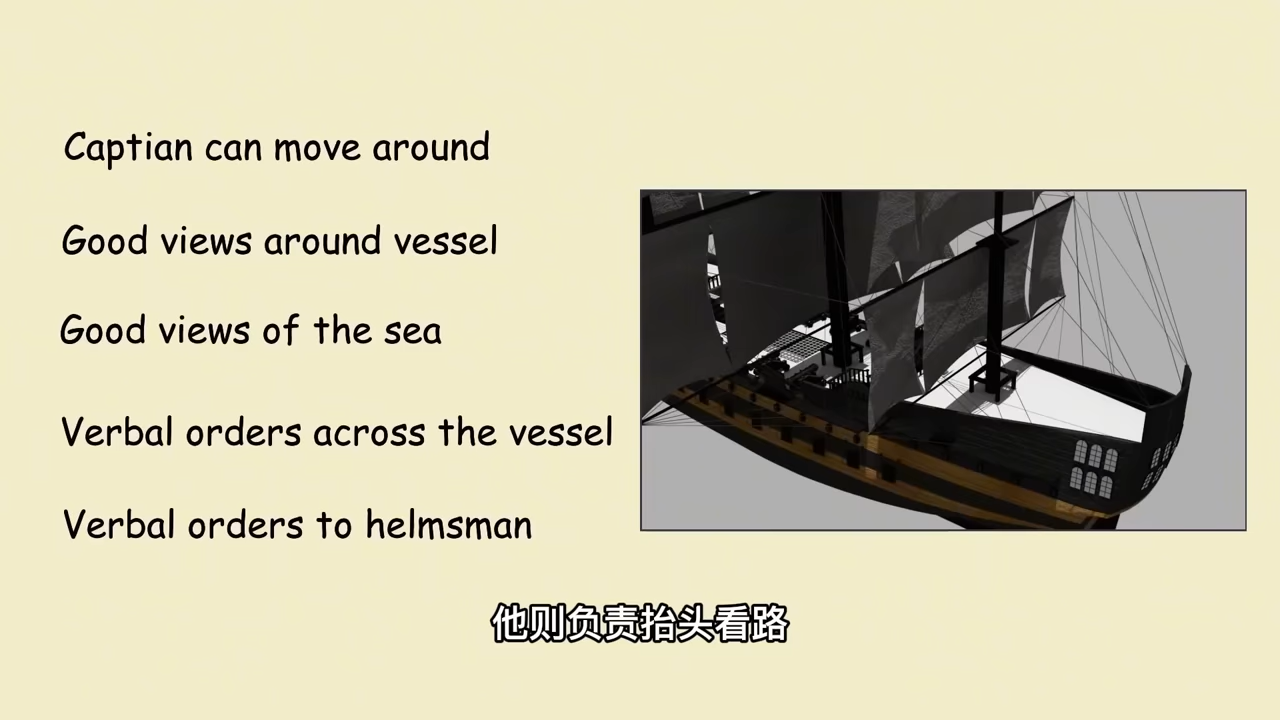 Captian can move around
Good views around vessel
Good views of the sea
Verbal orders across the vessel
Verbal orders to helmsman
他则负责抬头看路